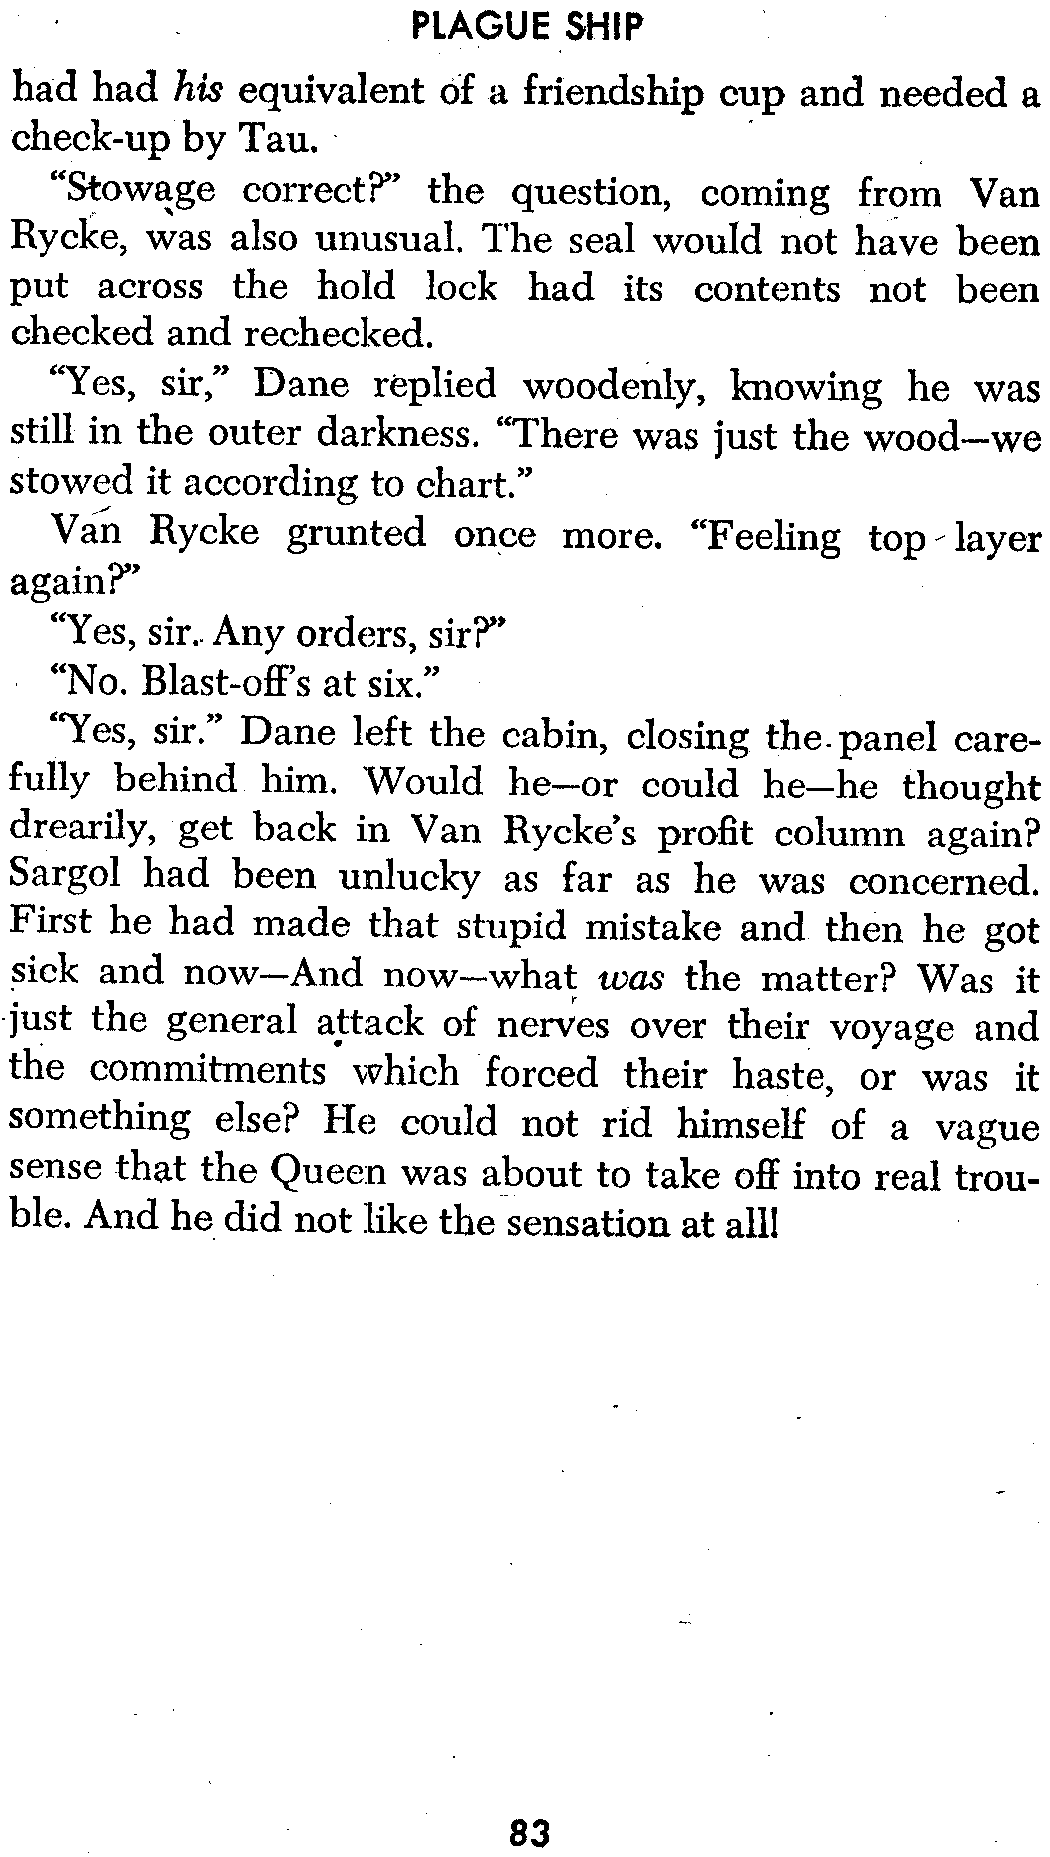 PLAGUE SHIP
had had his equivalent of a friendship cup and needed a
check-up by Tau.
“Stowage correct?” the question, coming from Van
Rycke, was also unusual. The seal would not have been
put across the hold lock had its contents not been
checked and rechecked.
“Yes, sir,” Dane replied woodenly, knowing he was
still in the outer darkness. “There was just the wood—we
stowed it according to chart.”
Van Rycke grunted once more. “Feeling top layer
again?”
“Yes, sir. Any orders, sir?”
“No. Blast-off’s at six.”
“Yes, sir.” Dane left the cabin, closing the panel care-
fully behind him. Would he—or could he—he thought
drearily, get back in Van Rycke’s profit column again?
Sargol had been unlucky as far as he was concerned.
First he had made that stupid mistake and then he got
sick and now—And now—what was the matter? Was it
just the general attack of nerves over their voyage and
the commitments which forced their haste, or was it
something else? He could not rid himself of a vague
sense that the Queen was about to take off into real trou-
ble. And he did not like the sensation at all!
83